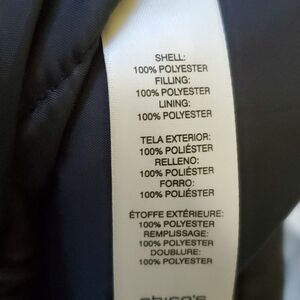 SHELL:
100% POLYESTER
FILLING:
100% POLYESTER
LINING:
100% POLYESTER
TELA EXTERIOR:
100% POLIÉSTER
RELLENO:
100% POLIÉSTER
FORRO:
100% POLIÉSTER
ÉTOFFE EXTÉRIEURE:
100% POLYESTER
REMPLISSAGE:
100% POLYESTER
DOUBLURE:
100% POLYESTER
chico's